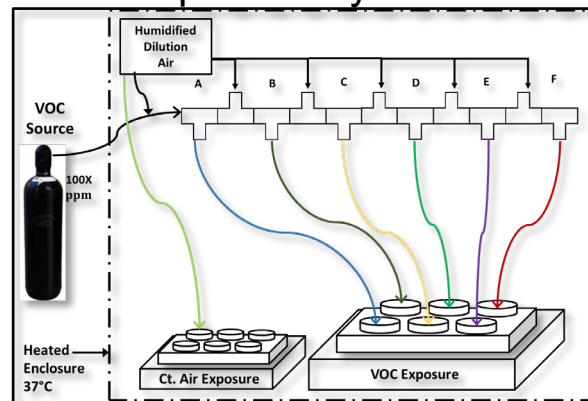 Humidified
Dilution
Air
A
B
C
D
E
F
VOC
Source
100X
ppm
Heated
Enclosure
37°C
Ct. Air Exposure
VOC Exposure